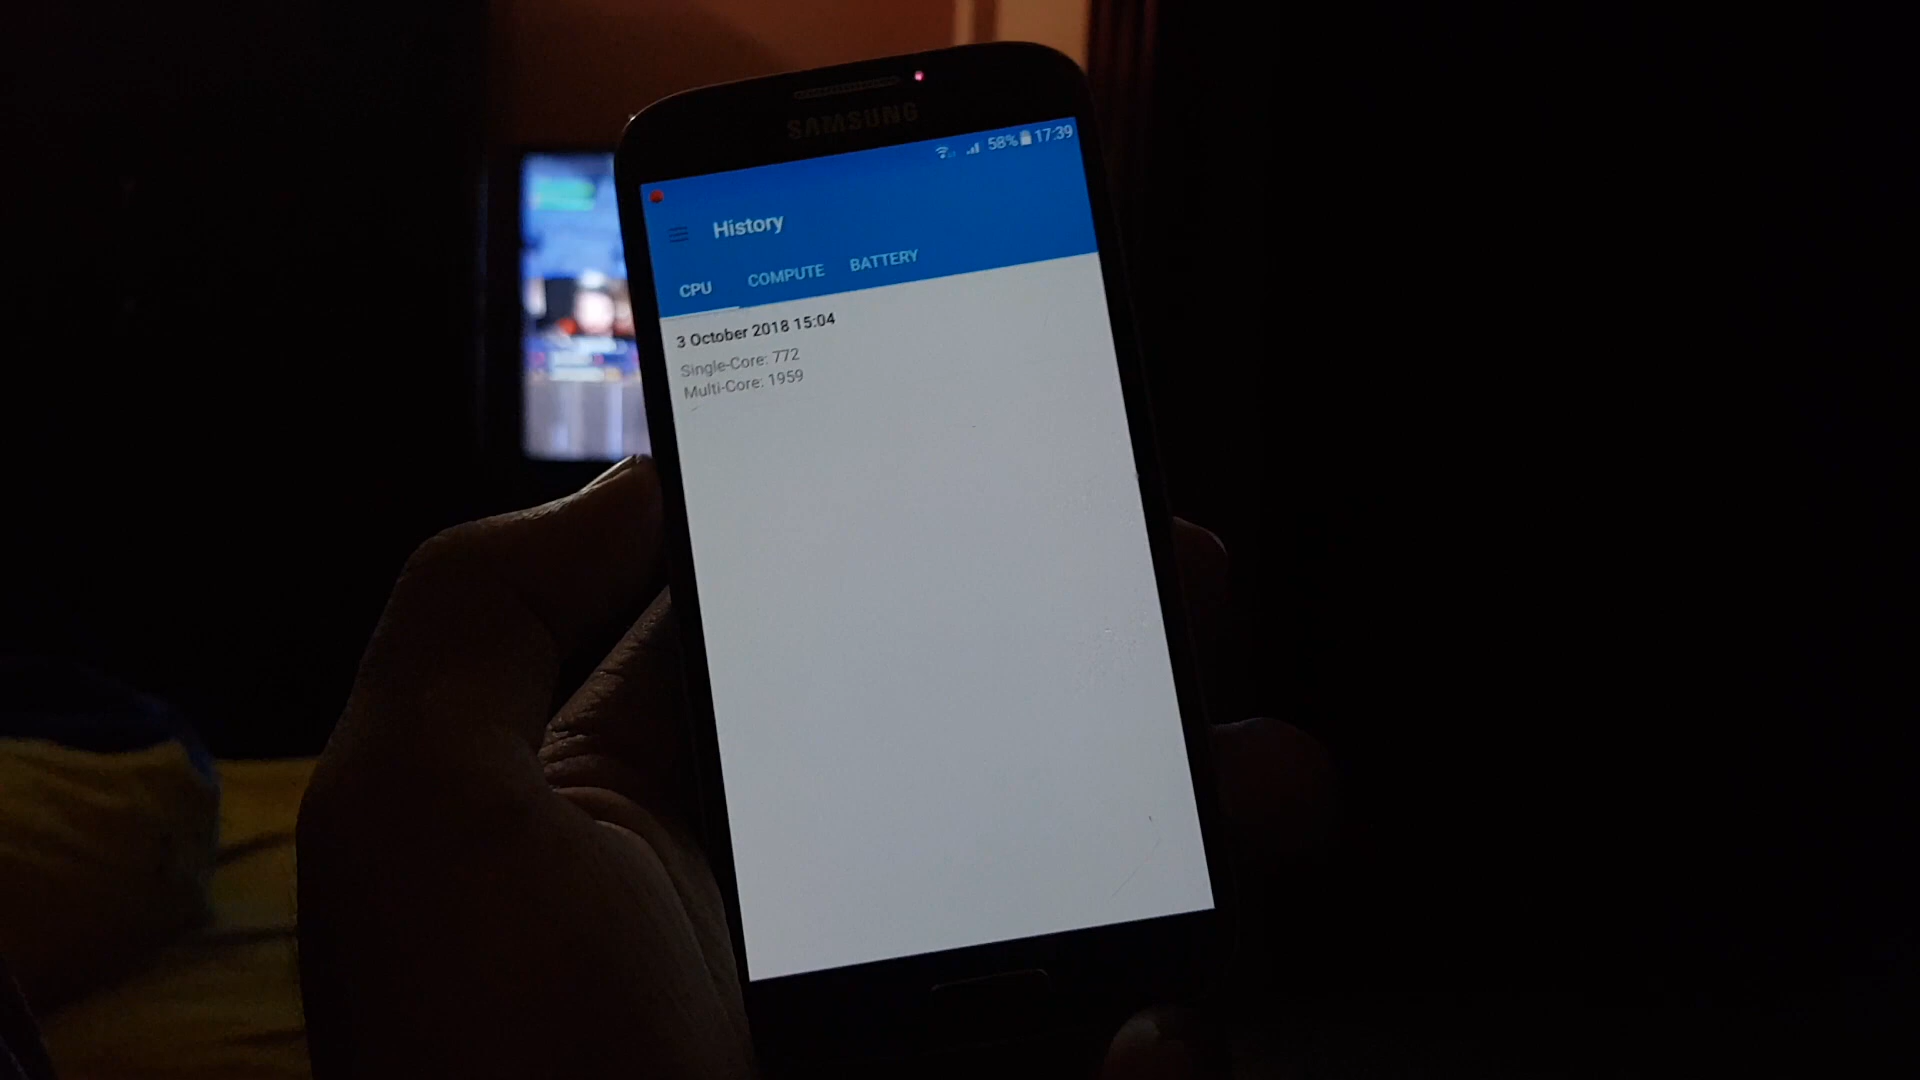 SAMSUNG
58% 17:39
History
CPU COMPUTE BATTERY
3 October 2018 15:04
Single-Core: 772
Multi-Core: 1959